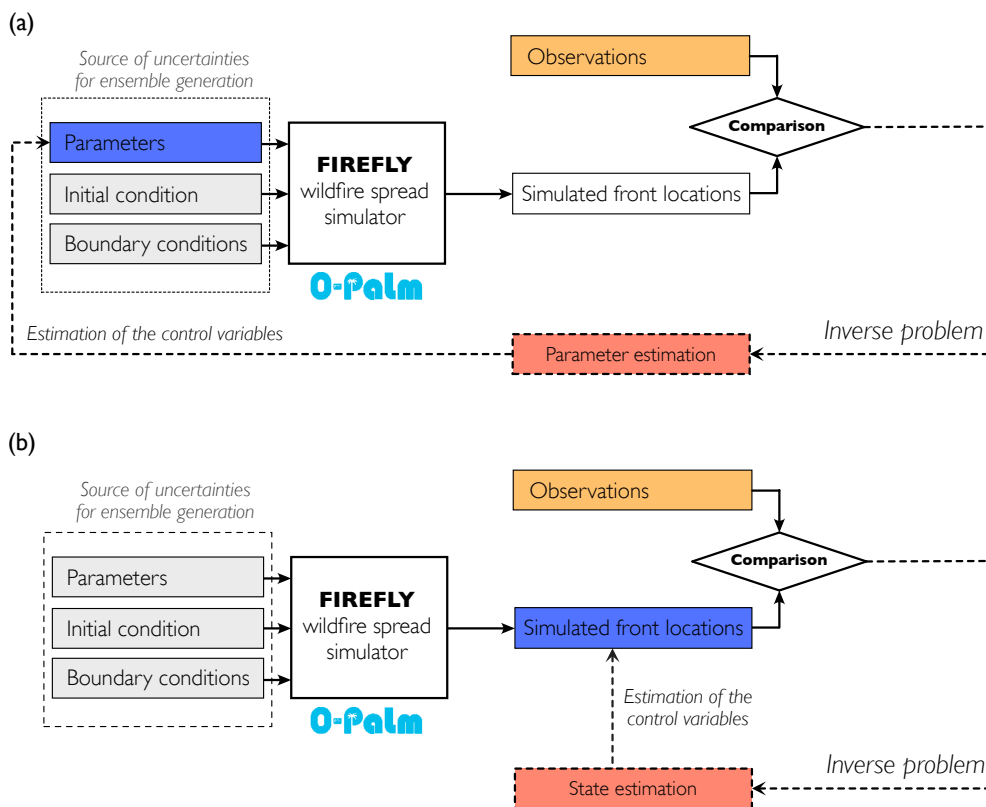 (a)
Source of uncertainties
for ensemble generation
Observations
Parameters
Comparison
FIREFLY
wildfire spread
simulator
Initial condition
Simulated front locations
Boundary conditions
O-PaLm
Estimation of the control variables
Inverse problem
Parameter estimation
(b)
Source of uncertainties
for ensemble generation
Observations
Parameters
Comparison
FIREFLY
wildfire spread
simulator
Initial condition
Simulated front locations
Boundary conditions
O-PaLm
Estimation of the
control variables
Inverse problem
State estimation